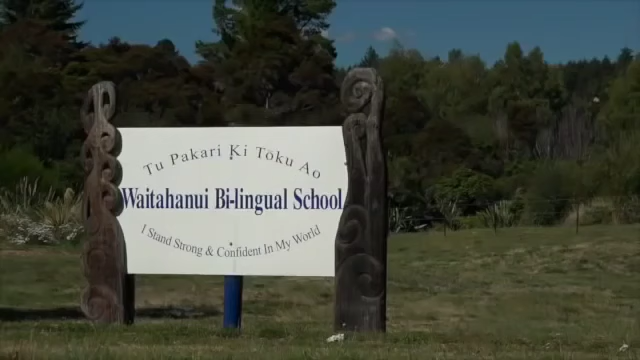 Tu Pakari Ki Tōku Ao
Waitahanui Bi-lingual School
I Stand Strong & Confident In My World